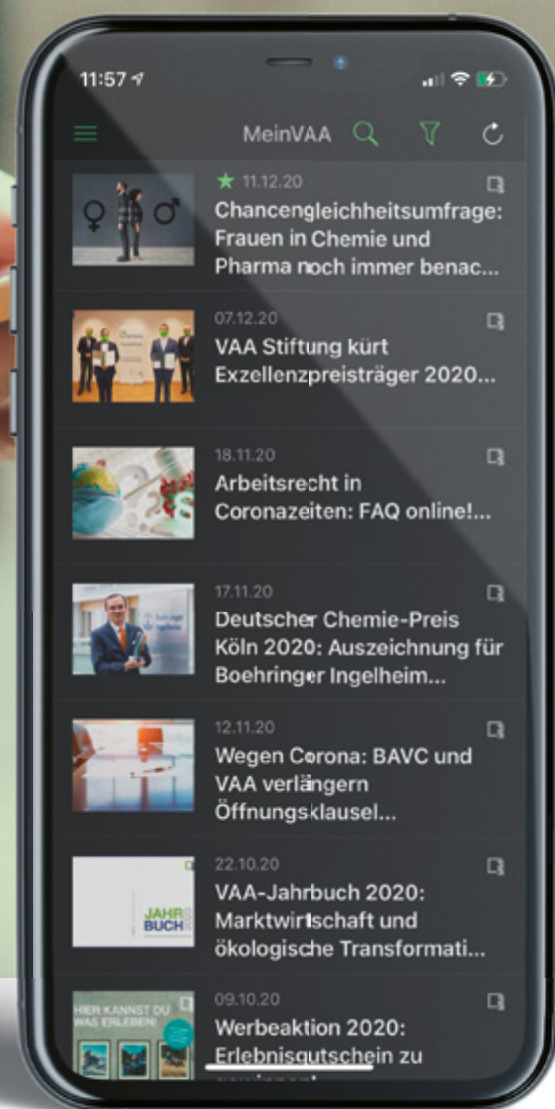 11:57
MeinVAA
11.12.20
Chancengleichheitsumfrage:
Frauen in Chemie und
Pharma noch immer benac...
07.12.20
VAA Stiftung kürt
Exzellenzpreisträger 2020...
18.11.20
Arbeitsrecht in
Coronazeiten: FAQ online!...
17.11.20
Deutscher Chemie-Preis
Köln 2020: Auszeichnung für
Boehringer Ingelheim...
12.11.20
Wegen Corona: BAVC und
VAA verlängern
Öffnungsklausel...
JAHR
BUCH
2020
22.10.20
VAA-Jahrbuch 2020:
Marktwirtschaft und
ökologische Transformati...
HIER KANNST DU
WAS ERLEBEN!
09.10.20
Werbeaktion 2020:
Erlebnisgutschein zu